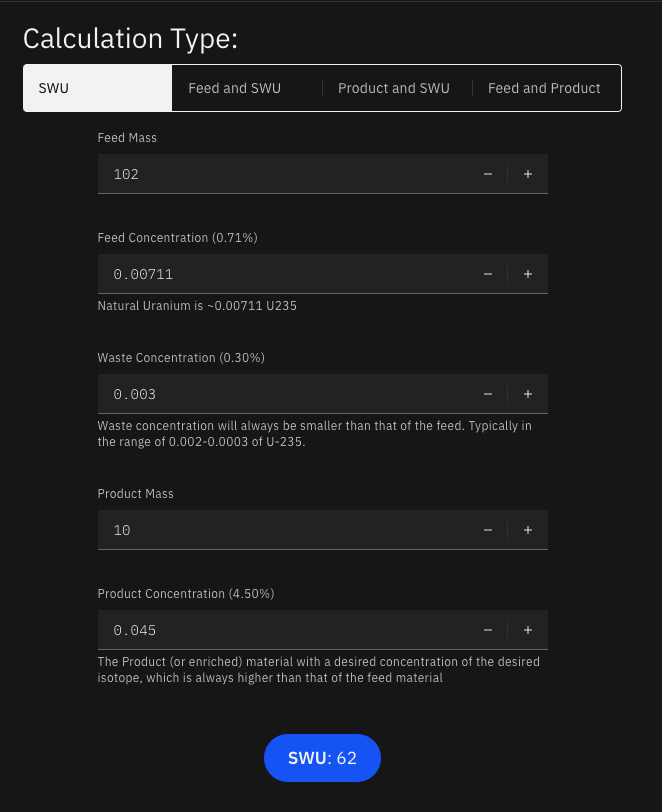 Calculation Type:
SWU
Feed and SWU
Product and SWU
Feed and Product
Feed Mass
102
Feed Concentration (0.71%)
0.00711
Natural Uranium is ~0.00711 U235
Waste Concentration (0.30%)
0.003
Waste concentration will always be smaller than that of the feed. Typically in
the range of 0.002-0.0003 of U-235.
Product Mass
10
Product Concentration (4.50%)
0.045
The Product (or enriched) material with a desired concentration of the desired
isotope, which is always higher than that of the feed material
SWU: 62